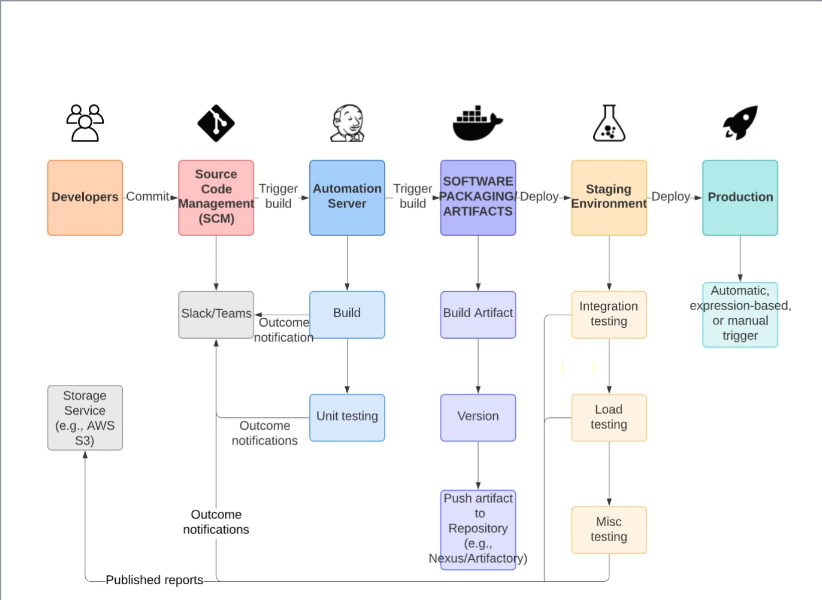 Developers
Commit
Source
Code
Management
(SCM)
Trigger
build
Automation
Server
Trigger
build
SOFTWARE
PACKAGING/
ARTIFACTS
Deploy
Staging
Environment
Deploy
Production
Slack/Teams
Outcome
notification
Build
Build Artifact
Integration
testing
Automatic,
expression-based,
or manual
trigger
Storage
Service
(e.g., AWS
S3)
Outcome
notifications
Unit testing
Version
Load
testing
Outcome
notifications
Push artifact
to
Repository
(e.g.,
Nexus/Artifactory)
Misc
testing
Published reports